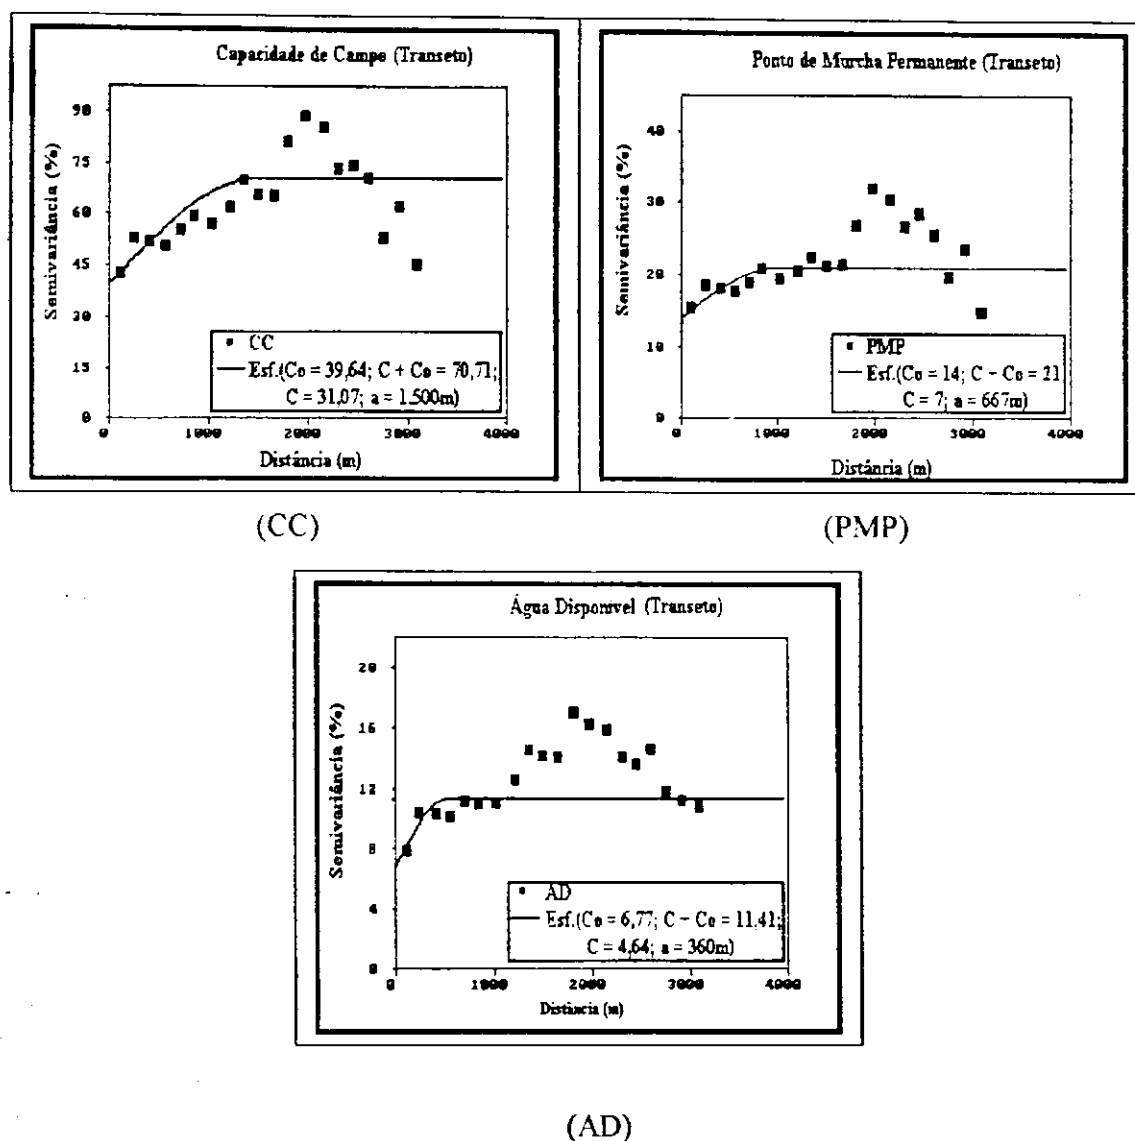 Capacidade de Campo (Transeto)
Semivariância (%)
90
75
60
45
30
15
0
CC
Esf.(Co = 39,64; C + Co = 70,71;
C = 31,07; a = 1.500m)
0 1000 2000 3000 4000
Distância (m)
(CC)
Ponto de Murcha Permanente (Transeto)
Semivariância (%)
40
30
20
10
0
PMP
Esf.(Co = 14; C - Co = 21
C = 7; a = 667m)
0 1000 2000 3000 4000
Distância (m)
(PMP)
Água Disponivel (Transeto)
Semivariância (%)
20
16
12
8
4
0
AD
Esf.(Co = 6,77; C - Co = 11,41;
C = 4,64; a = 360m)
0 1000 2000 3000 4000
Distância (m)
(AD)